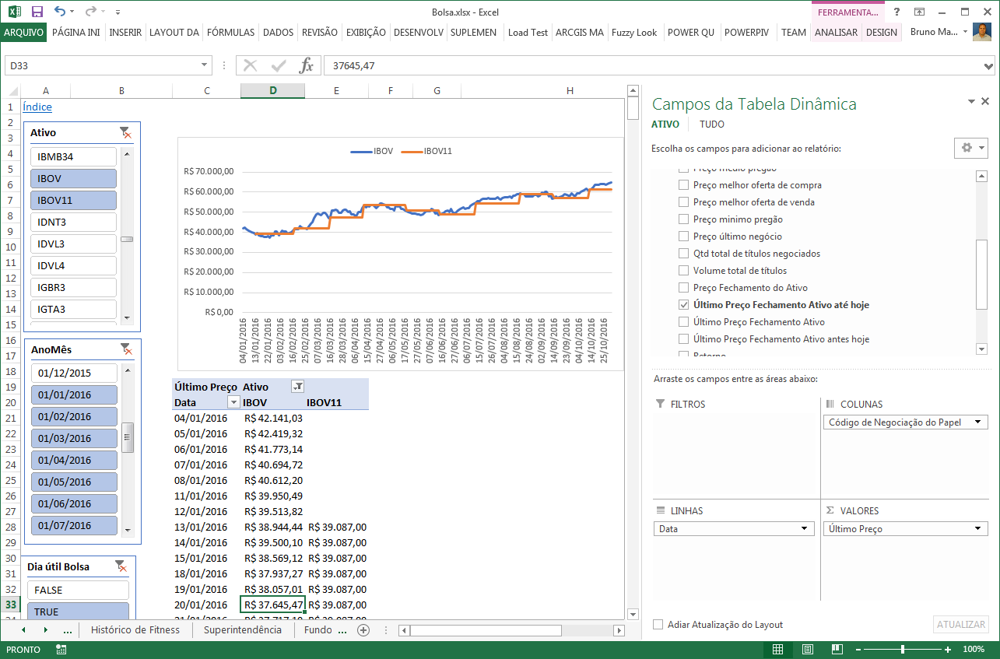 Bolsa.xlsx - Excel
FERRAMENTA...
?
ARQUIVO PÁGINA INI INSERIR LAYOUT DA FÓRMULAS DADOS REVISÃO EXIBIÇÃO DESENVOLV SUPLEMEN Load Test ARCGIS MA Fuzzy Look POWER QU POWERPIV TEAM ANALISAR DESIGN Bruno Ma...
D33 fx 37645,47
A B C D E F G H
1
2
3
4
5
6
7
8
9
10
11
12
13
14
15
16
17
18
19
20
21
22
23
24
25
26
27
28
29
30
31
32
33
Índice
Ativo
IBMB34
IBOV
IBOV11
IDNT3
IDVL3
IDVL4
IGBR3
IGTA3
AnoMês
01/12/2015
01/01/2016
01/02/2016
01/03/2016
01/04/2016
01/05/2016
01/06/2016
01/07/2016
Dia útil Bolsa
FALSE
TRUE
IBOV IBOV11
R$ 70.000,00
R$ 60.000,00
R$ 50.000,00
R$ 40.000,00
R$ 30.000,00
R$ 20.000,00
R$ 10.000,00
R$ 0,00
04/01/2016
13/01/2016
22/01/2016
02/02/2016
16/02/2016
25/02/2016
07/03/2016
16/03/2016
28/03/2016
06/04/2016
15/04/2016
27/04/2016
06/05/2016
17/05/2016
27/05/2016
07/06/2016
16/06/2016
27/06/2016
06/07/2016
15/07/2016
26/07/2016
04/08/2016
15/08/2016
24/08/2016
02/09/2016
14/09/2016
23/09/2016
04/10/2016
14/10/2016
25/10/2016
Último Preço Ativo
Data IBOV IBOV11
04/01/2016 R$ 42.141,03
05/01/2016 R$ 42.419,32
06/01/2016 R$ 41.773,14
07/01/2016 R$ 40.694,72
08/01/2016 R$ 40.612,20
11/01/2016 R$ 39.950,49
12/01/2016 R$ 39.513,82
13/01/2016 R$ 38.944,44 R$ 39.087,00
14/01/2016 R$ 39.500,10 R$ 39.087,00
15/01/2016 R$ 38.569,12 R$ 39.087,00
18/01/2016 R$ 37.937,27 R$ 39.087,00
19/01/2016 R$ 38.057,01 R$ 39.087,00
20/01/2016 R$ 37.645,47 R$ 39.087,00
Campos da Tabela Dinâmica
ATIVO TUDO
Escolha os campos para adicionar ao relatório:
Preço médio pregão
Preço melhor oferta de compra
Preço melhor oferta de venda
Preço minimo pregão
Preço último negócio
Qtd total de títulos negociados
Volume total de títulos
Preço Fechamento do Ativo
Último Preço Fechamento Ativo até hoje
Último Preço Fechamento Ativo
Último Preço Fechamento Ativo antes hoje
Retorno
Arraste os campos entre as áreas abaixo:
FILTROS
COLUNAS
Código de Negociação do Papel
LINHAS
Data
Σ VALORES
Último Preço
Adiar Atualização do Layout
ATUALIZAR
... Histórico de Fitness Superintendência Fundo ...
PRONTO
100%